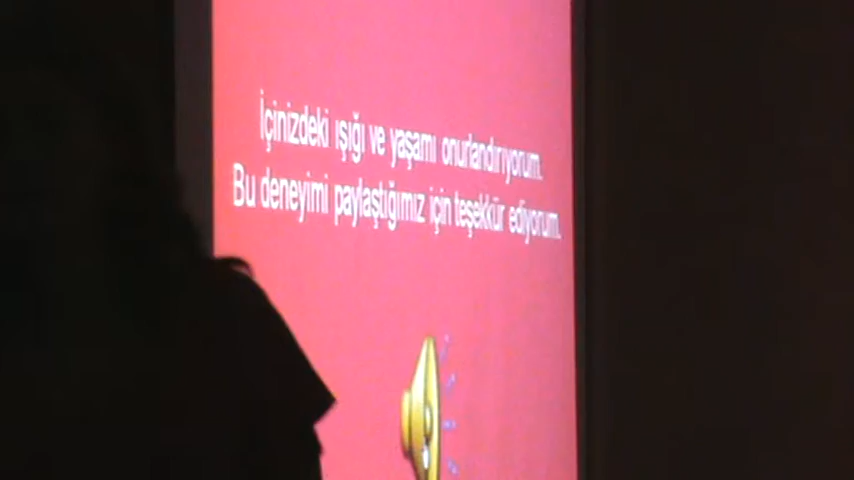 İçinizdeki ışığı ve yaşamı onurlandırıyorum.
Bu deneyimi paylaştığımız için teşekkür ediyorum.